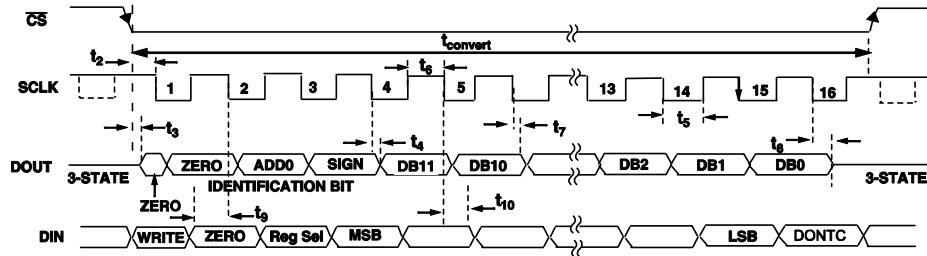 CS
tconvert
t2
t6
SCLK 1 2 3 4 5 13 14 15 16
t3 t4 t7 t5 t8
DOUT 3-STATE ZERO ADD0 SIGN DB11 DB10 DB2 DB1 DB0 3-STATE
IDENTIFICATION BIT
ZERO
t9 t10
DIN WRITE ZERO Reg Sel MSB LSB DONTC